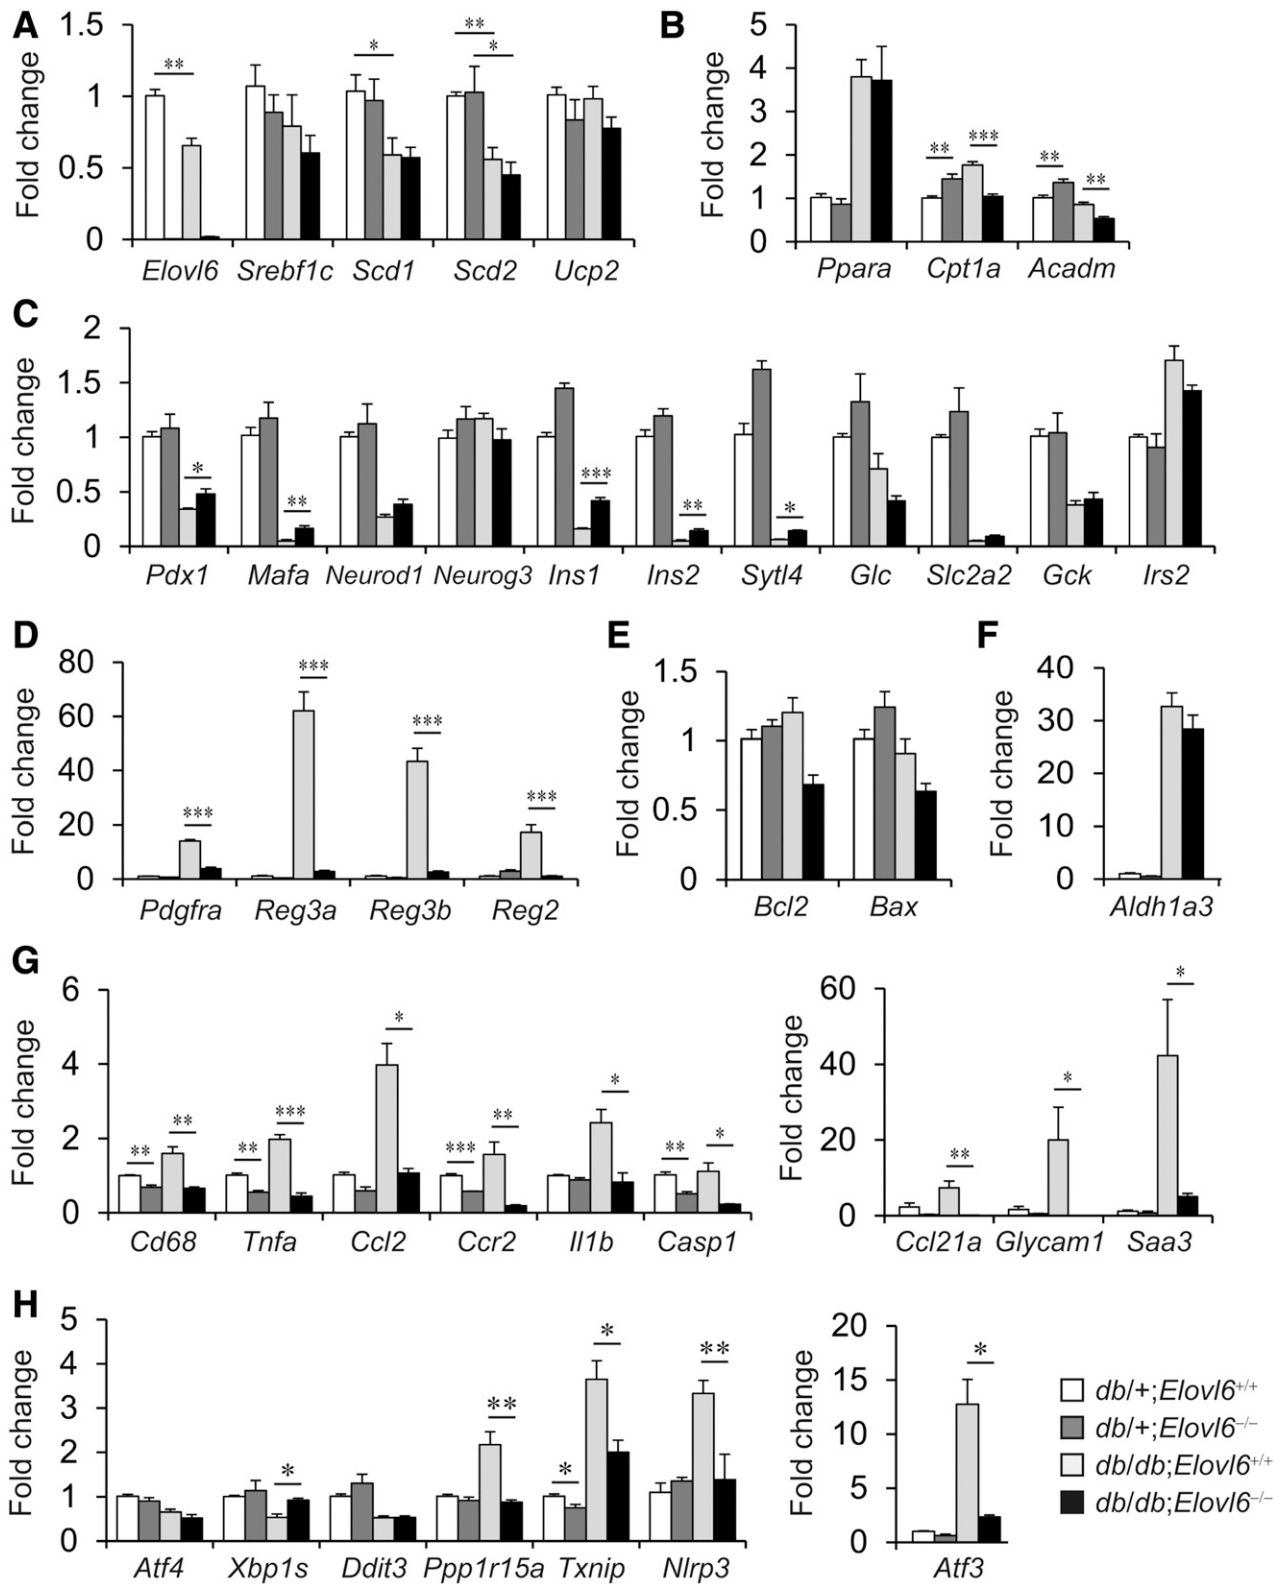 A
Fold change
1.5
1
0.5
0
**
*
**
*
Elovl6 Srebf1c Scd1 Scd2 Ucp2
B
Fold change
5
4
3
2
1
0
** *** ** **
Ppara Cpt1a Acadm
C
Fold change
2
1.5
1
0.5
0
* ** *** ** *
Pdx1 Mafa Neurod1 Neurog3 Ins1 Ins2 Sytl4 Glc Slc2a2 Gck Irs2
D
Fold change
80
60
40
20
0
*** *** *** ***
Pdgfra Reg3a Reg3b Reg2
E
Fold change
1.5
1
0.5
0
Bcl2 Bax
F
Fold change
40
30
20
10
0
Aldh1a3
G
Fold change
6
4
2
0
** ** ** *** * *** ** * ** *
Cd68 Tnfa Ccl2 Ccr2 Il1b Casp1
Fold change
60
40
20
0
** * *
Ccl21a Glycam1 Saa3
H
Fold change
5
4
3
2
1
0
* ** * * **
Atf4 Xbp1s Ddit3 Ppp1r15a Txnip Nlrp3
Fold change
20
15
10
5
0
*
Atf3
db/+;Elovl6+/+
db/+;Elovl6−/−
db/db;Elovl6+/+
db/db;Elovl6−/−